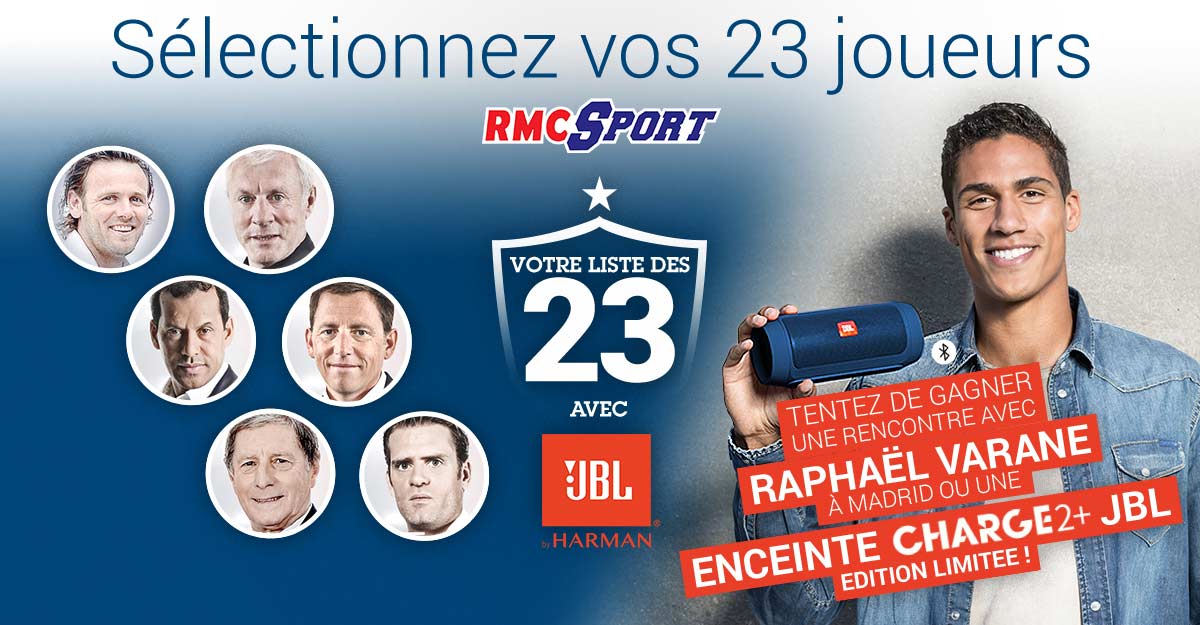 Sélectionnez vos 23 joueurs
RMC SPORT
VOTRE LISTE DES
23
AVEC
JBL
®
by HARMAN
JBL
TENTEZ DE GAGNER
UNE RENCONTRE AVEC
RAPHAËL VARANE
À MADRID OU UNE
ENCEINTE CHARGE2+ JBL
EDITION LIMITEE !